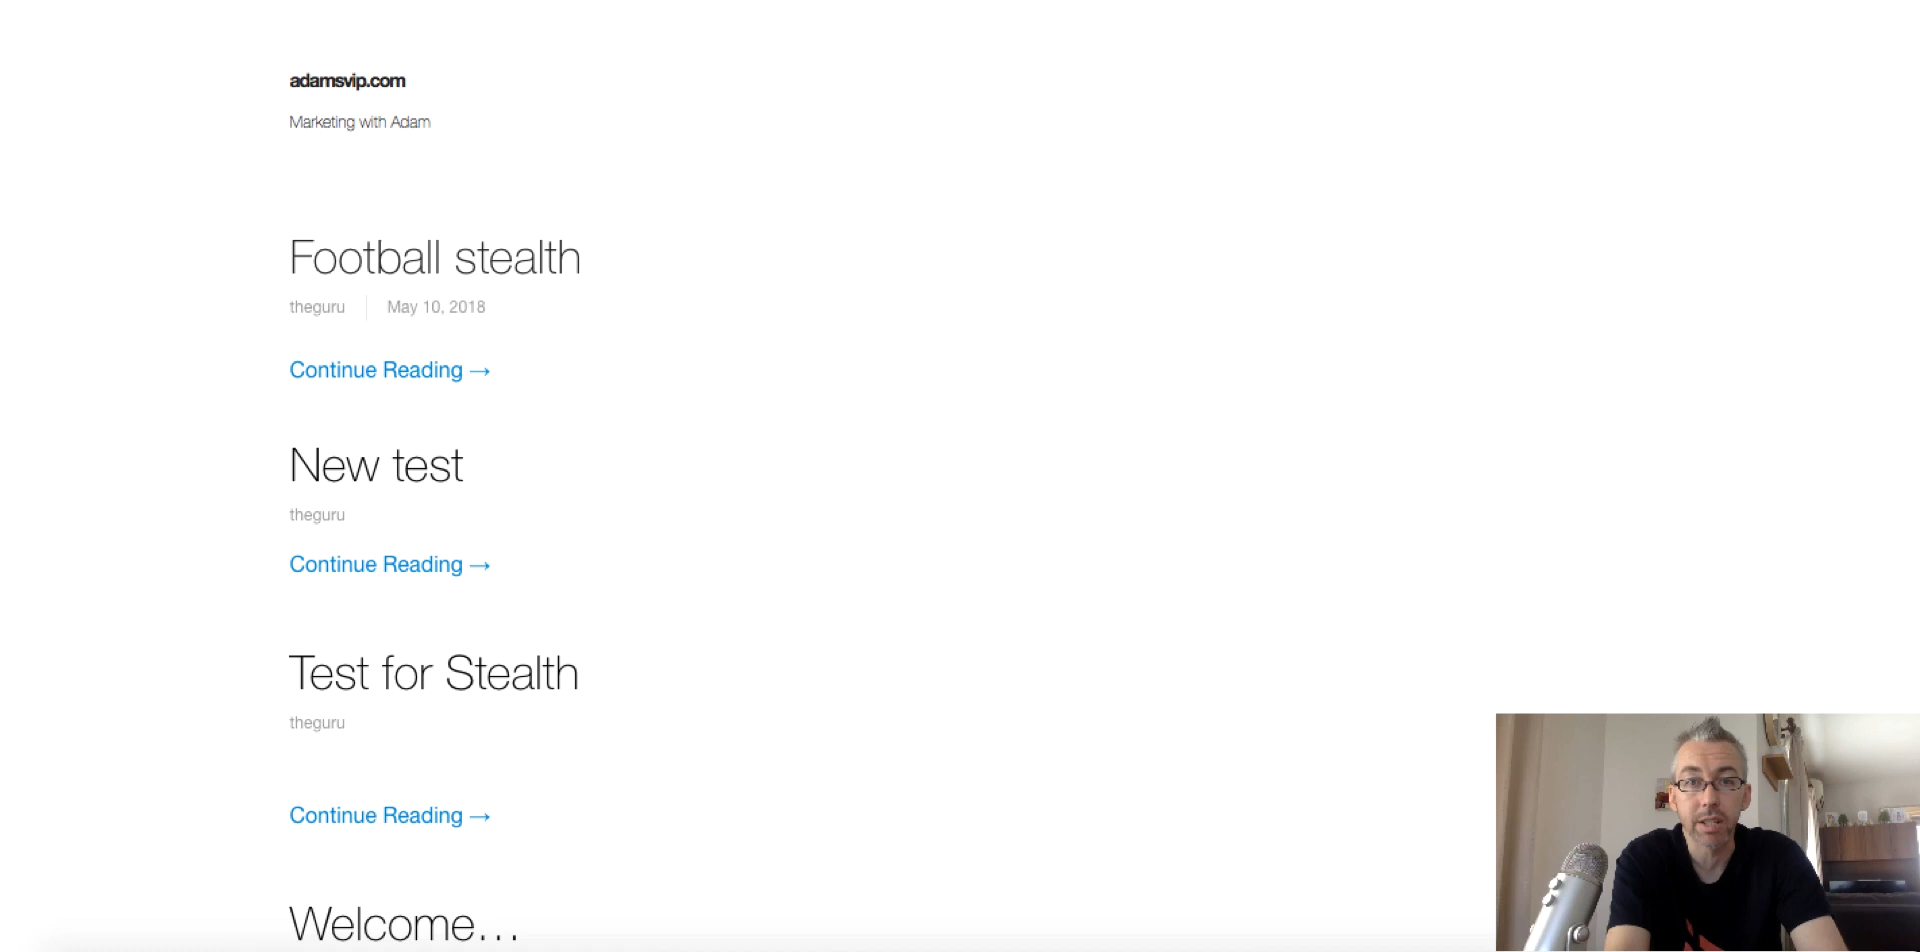 adamsvip.com
Marketing with Adam
Football stealth
theguru May 10, 2018
Continue Reading →
New test
theguru
Continue Reading →
Test for Stealth
theguru
Continue Reading →
Welcome…